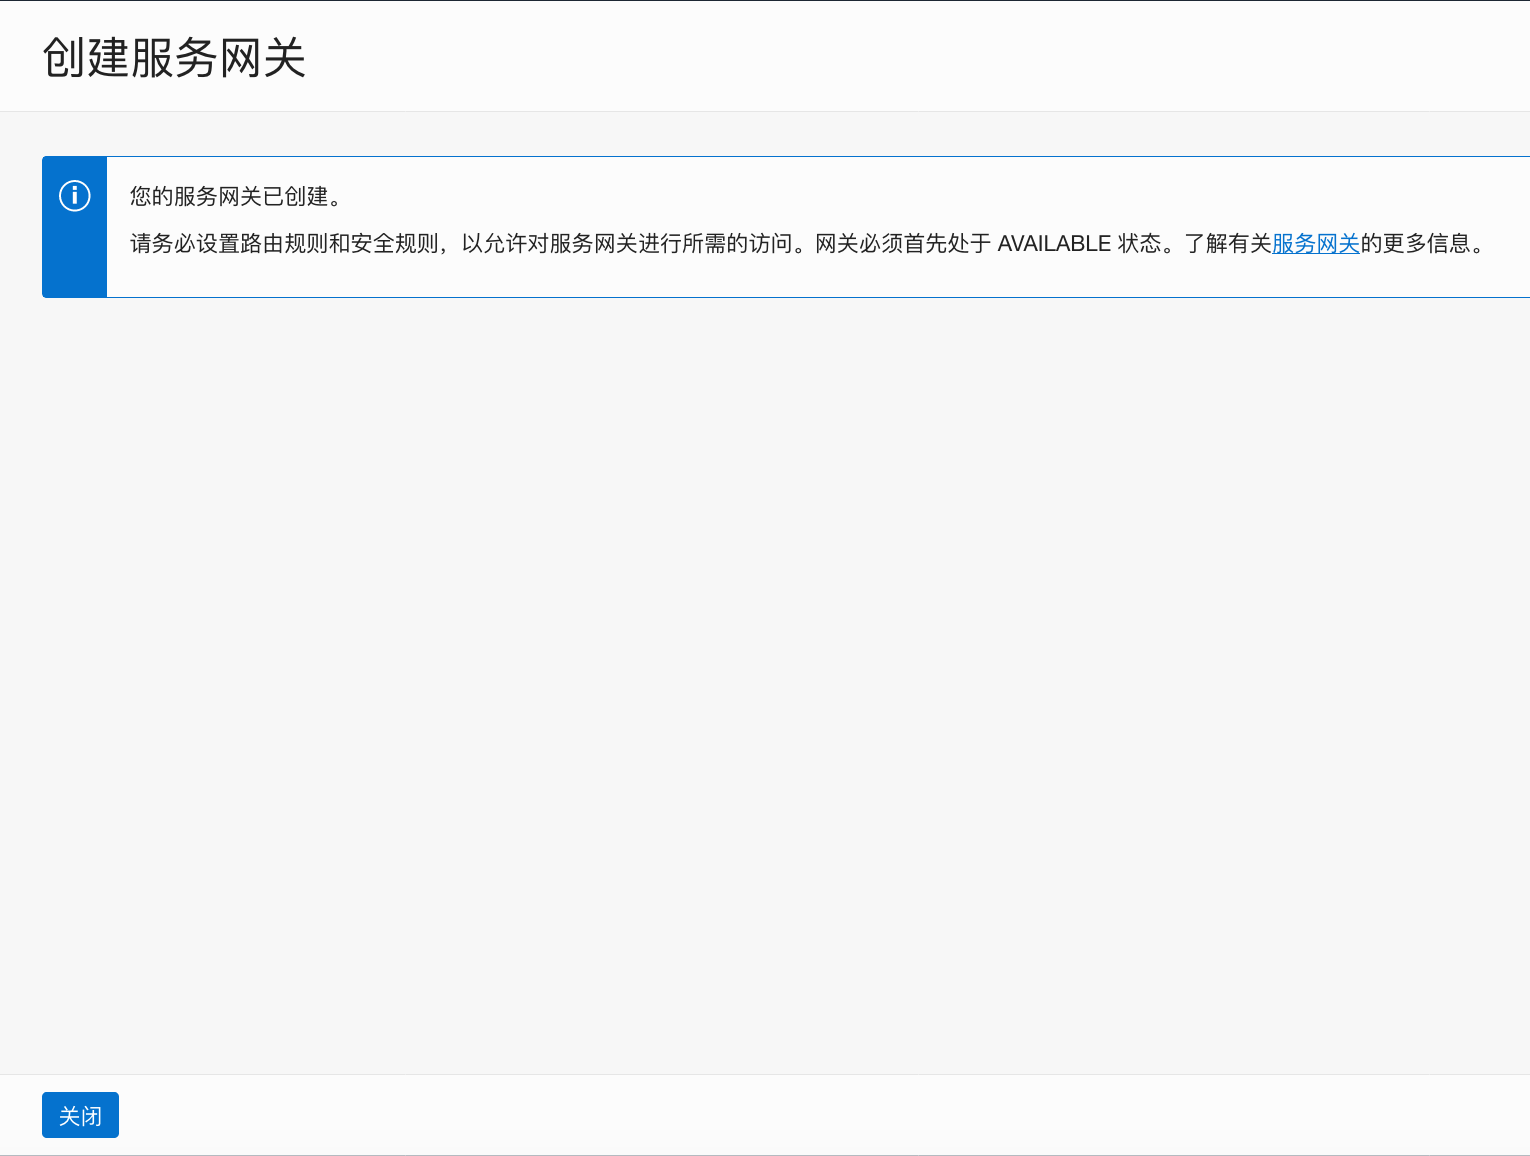 创建服务网关
您的服务网关已创建。
请务必设置路由规则和安全规则，以允许对服务网关进行所需的访问。网关必须首先处于 AVAILABLE 状态。了解有关服务网关的更多信息。
关闭